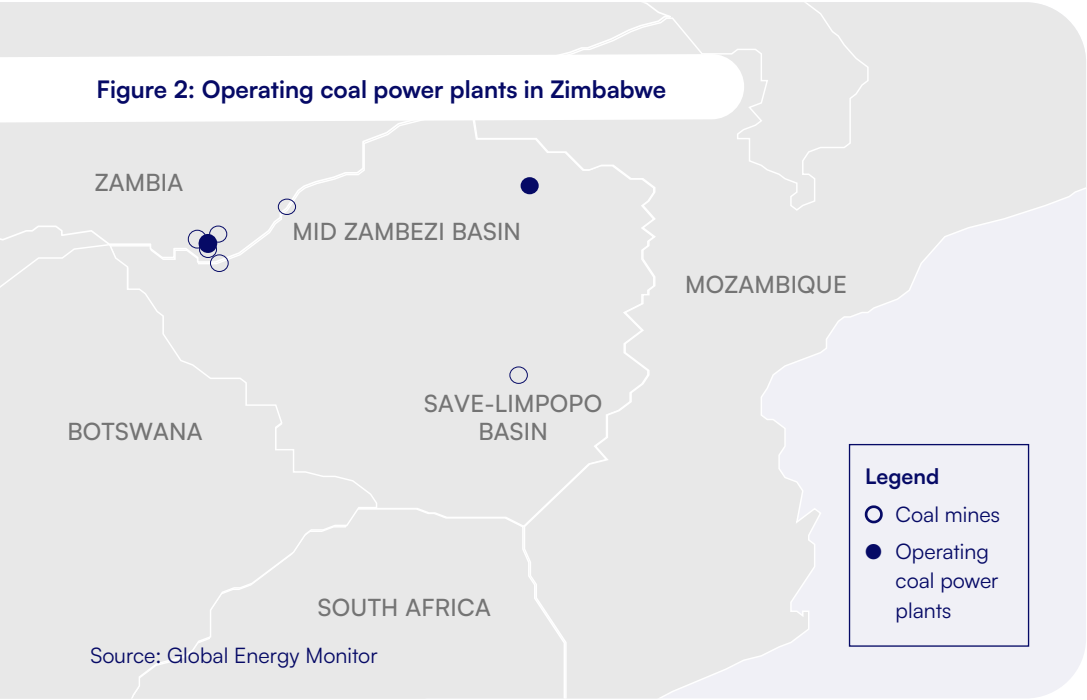 Figure 2: Operating coal power plants in Zimbabwe
ZAMBIA
MID ZAMBEZI BASIN
MOZAMBIQUE
SAVE-LIMPOPO
BASIN
BOTSWANA
Legend
Coal mines
Operating
coal power
plants
SOUTH AFRICA
Source: Global Energy Monitor